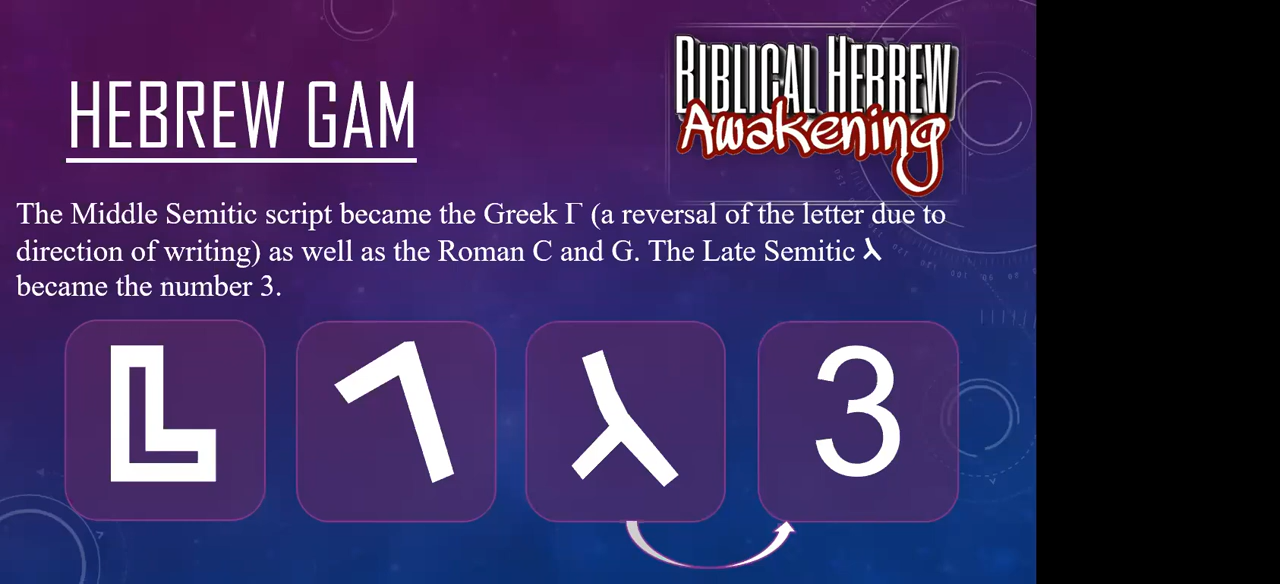 BIBLICAL HEBREW
Awakening
HEBREW GAM
The Middle Semitic script became the Greek Γ (a reversal of the letter due to
direction of writing) as well as the Roman C and G. The Late Semitic ⅄
became the number 3.
3